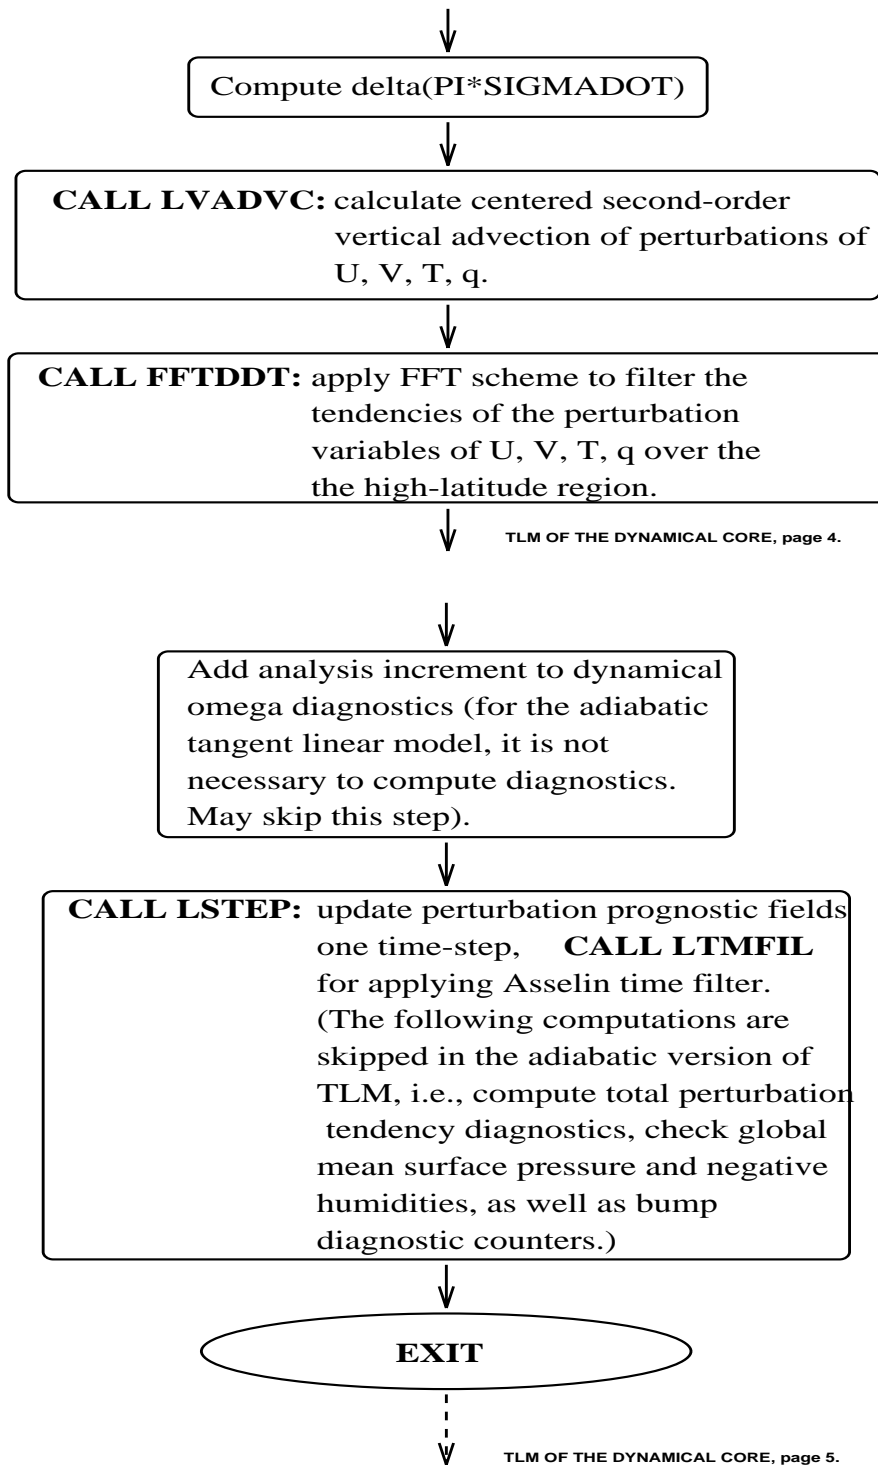 Compute delta(PI*SIGMADOT)
CALL LVADVC: calculate centered second-order
vertical advection of perturbations of
U, V, T, q.
CALL FFTDDT: apply FFT scheme to filter the
tendencies of the perturbation
variables of U, V, T, q over the
the high-latitude region.
TLM OF THE DYNAMICAL CORE, page 4.
Add analysis increment to dynamical
omega diagnostics (for the adiabatic
tangent linear model, it is not
necessary to compute diagnostics.
May skip this step).
CALL LSTEP: update perturbation prognostic fields
one time-step, CALL LTMFIL
for applying Asselin time filter.
(The following computations are
skipped in the adiabatic version of
TLM, i.e., compute total perturbation
tendency diagnostics, check global
mean surface pressure and negative
humidities, as well as bump
diagnostic counters.)
EXIT
TLM OF THE DYNAMICAL CORE, page 5.